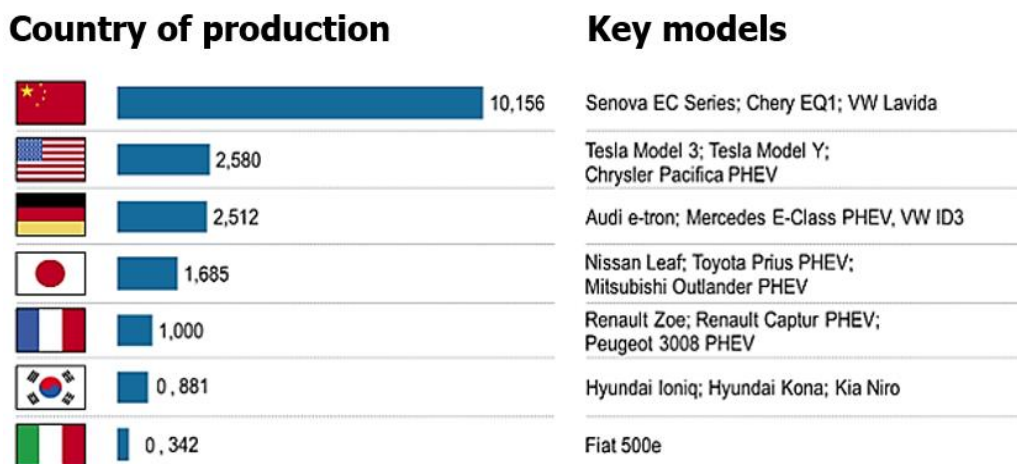 Country of production Key models
10,156 Senova EC Series; Chery EQ1; VW Lavida
2,580 Tesla Model 3; Tesla Model Y;
Chrysler Pacifica PHEV
2,512 Audi e-tron; Mercedes E-Class PHEV, VW ID3
1,685 Nissan Leaf; Toyota Prius PHEV;
Mitsubishi Outlander PHEV
1,000 Renault Zoe; Renault Captur PHEV;
Peugeot 3008 PHEV
0 , 881 Hyundai Ioniq; Hyundai Kona; Kia Niro
0 , 342 Fiat 500e